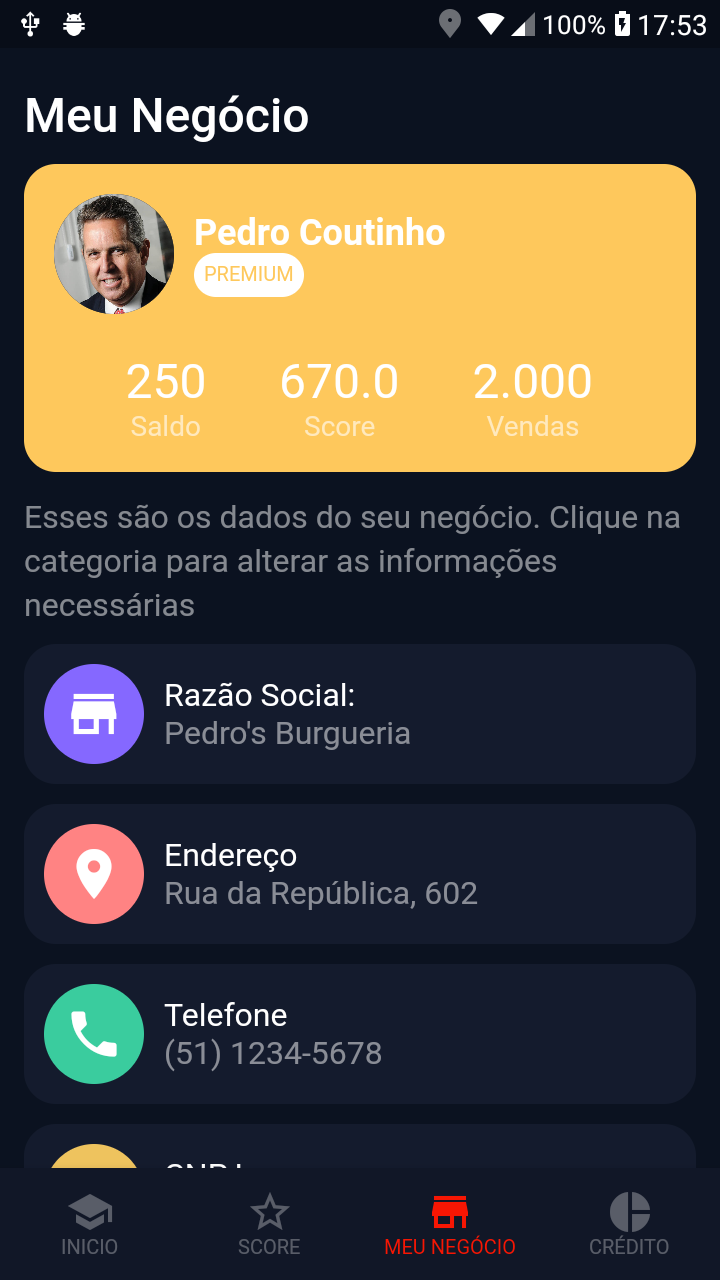 100% 17:53
Meu Negócio
Pedro Coutinho
PREMIUM
250 670.0 2.000
Saldo Score Vendas
Esses são os dados do seu negócio. Clique na
categoria para alterar as informações
necessárias
Razão Social:
Pedro's Burgueria
Endereço
Rua da República, 602
Telefone
(51) 1234-5678
INICIO SCORE MEU NEGÓCIO CRÉDITO